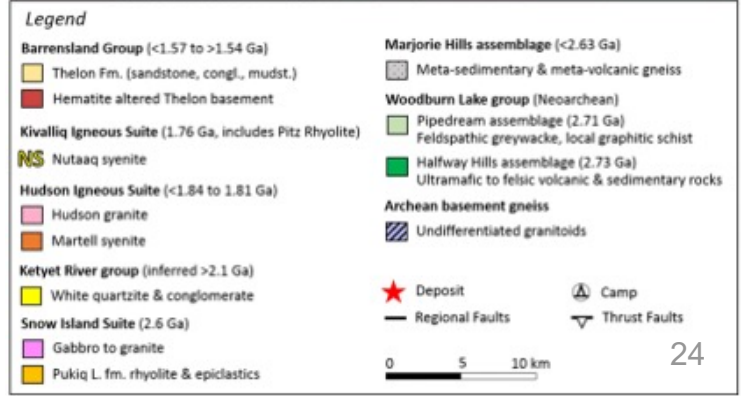 Legend
Barrensland Group (<1.57 to >1.54 Ga)
Thelon Fm. (sandstone, congl., mudst.)
Hematite altered Thelon basement
Kivalliq Igneous Suite (1.76 Ga, includes Pitz Rhyolite)
NS Nutaaq syenite
Hudson Igneous Suite (<1.84 to 1.81 Ga)
Hudson granite
Martell syenite
Ketyet River group (inferred >2.1 Ga)
White quartzite & conglomerate
Snow Island Suite (2.6 Ga)
Gabbro to granite
Pukiq L. fm. rhyolite & epiclastics
Marjorie Hills assemblage (<2.63 Ga)
Meta-sedimentary & meta-volcanic gneiss
Woodburn Lake group (Neoarchean)
Pipedream assemblage (2.71 Ga)
Feldspathic greywacke, local graphitic schist
Halfway Hills assemblage (2.73 Ga)
Ultramafic to felsic volcanic & sedimentary rocks
Archean basement gneiss
Undifferentiated granitoids
Deposit
Camp
Regional Faults
Thrust Faults
0 5 10 km
24